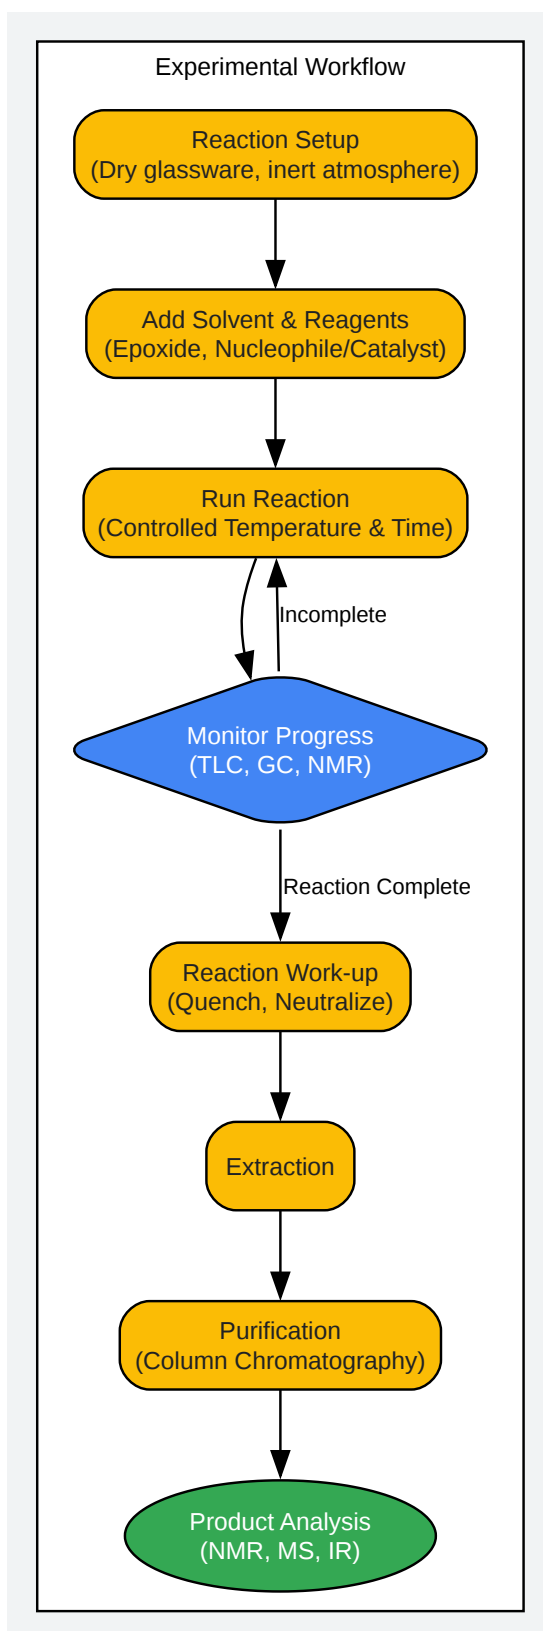 Experimental Workflow
Reaction Setup
(Dry glassware, inert atmosphere)
Add Solvent & Reagents
(Epoxide, Nucleophile/Catalyst)
Run Reaction
(Controlled Temperature & Time)
Incomplete
Monitor Progress
(TLC, GC, NMR)
Reaction Complete
Reaction Work-up
(Quench, Neutralize)
Extraction
Purification
(Column Chromatography)
Product Analysis
(NMR, MS, IR)